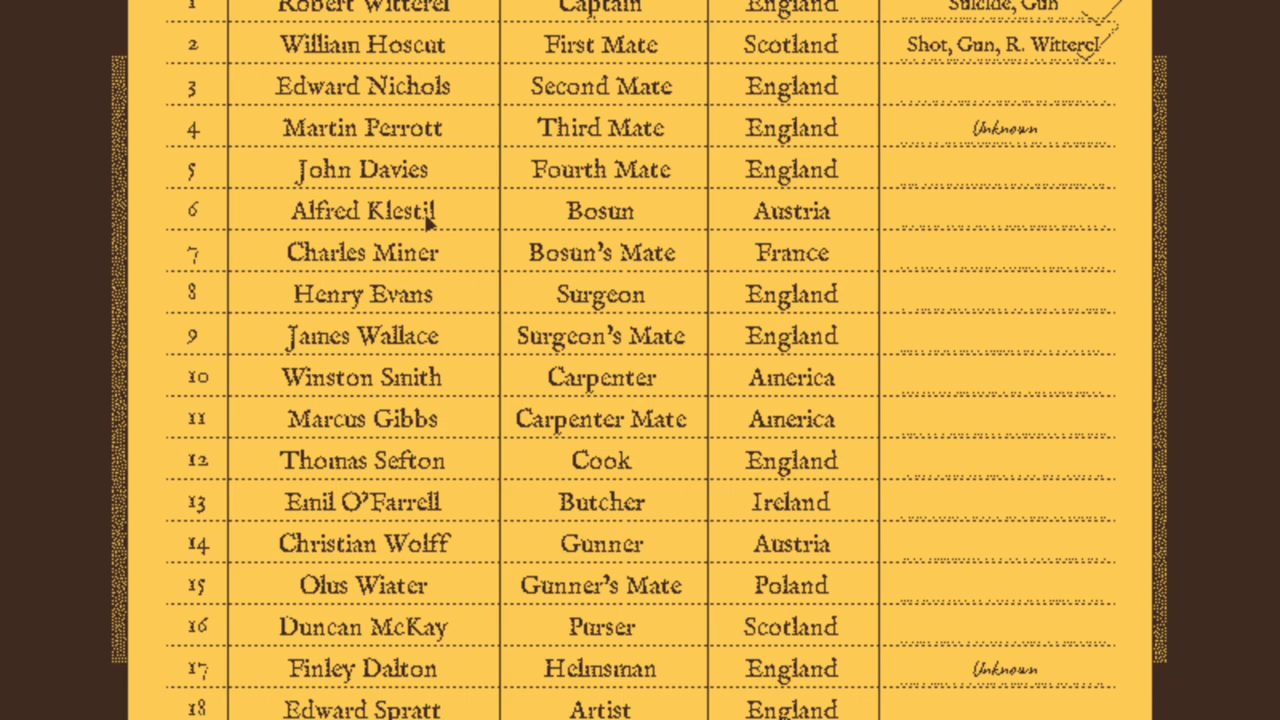 1 Robert Witterel Captain England Suicide, Gun
2 William Hoscut First Mate Scotland Shot, Gun, R. Witterel
3 Edward Nichols Second Mate England
4 Martin Perrott Third Mate England Unknown
5 John Davies Fourth Mate England
6 Alfred Klestil Bosun Austria
7 Charles Miner Bosun's Mate France
8 Henry Evans Surgeon England
9 James Wallace Surgeon's Mate England
10 Winston Smith Carpenter America
11 Marcus Gibbs Carpenter Mate America
12 Thomas Sefton Cook England
13 Emil O'Farrell Butcher Ireland
14 Christian Wolff Gunner Austria
15 Olus Wiater Gunner's Mate Poland
16 Duncan McKay Purser Scotland
17 Finley Dalton Helmsman England Unknown
18 Edward Spratt Artist England